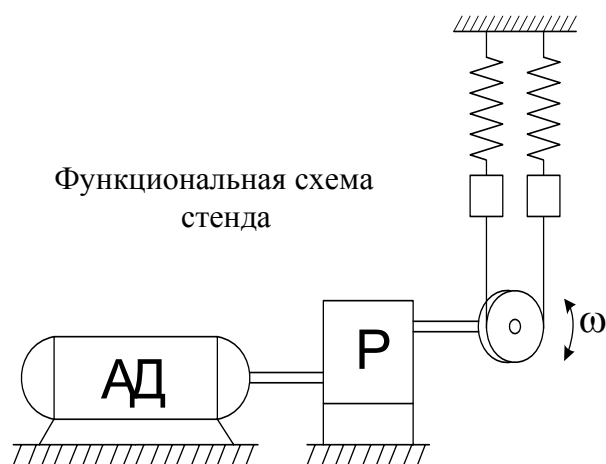 Функциональная схема
стенда
АД
Р
ω